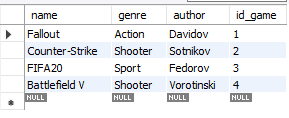 name genre author id_game
Fallout Action Davidov 1
Counter-Strike Shooter Sotnikov 2
FIFA20 Sport Fedorov 3
Battlefield V Shooter Vorotinski 4
NULL NULL NULL NULL